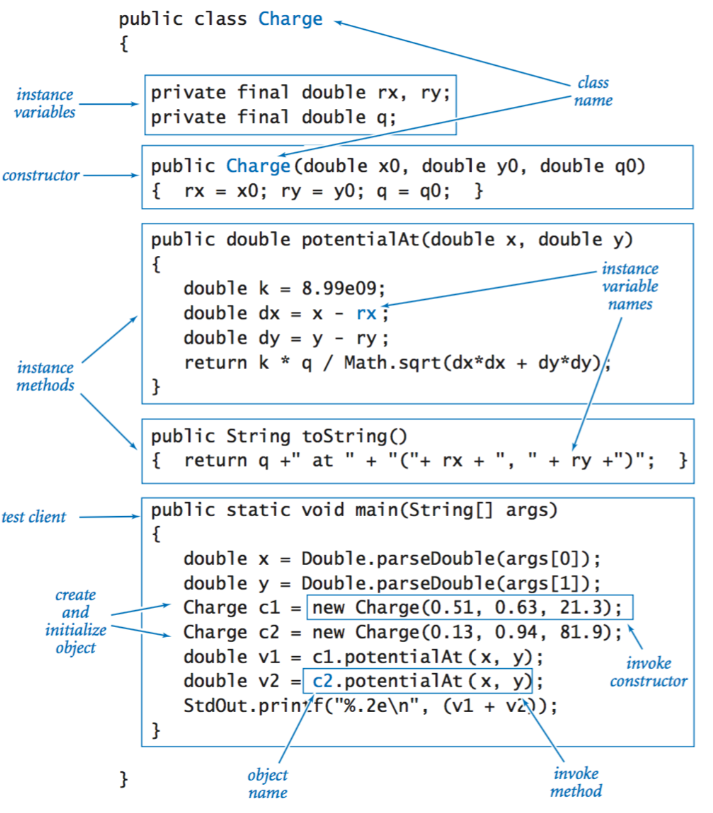 public class Charge
{
class
name
instance
variables
private final double rx, ry;
private final double q;
constructor
public Charge(double x0, double y0, double q0)
{ rx = x0; ry = y0; q = q0; }
instance
methods
public double potentialAt(double x, double y)
{
double k = 8.99e09;
double dx = x - rx;
double dy = y - ry;
return k * q / Math.sqrt(dx*dx + dy*dy);
}
instance
variable
names
public String toString()
{ return q +" at " + "("+ rx + ", " + ry +")"; }
test client
public static void main(String[] args)
{
double x = Double.parseDouble(args[0]);
double y = Double.parseDouble(args[1]);
Charge c1 = new Charge(0.51, 0.63, 21.3);
Charge c2 = new Charge(0.13, 0.94, 81.9);
double v1 = c1.potentialAt(x, y);
double v2 = c2.potentialAt(x, y);
StdOut.printf("%.2e\n", (v1 + v2));
}
create
and
initialize
object
invoke
constructor
}
object
name
invoke
method